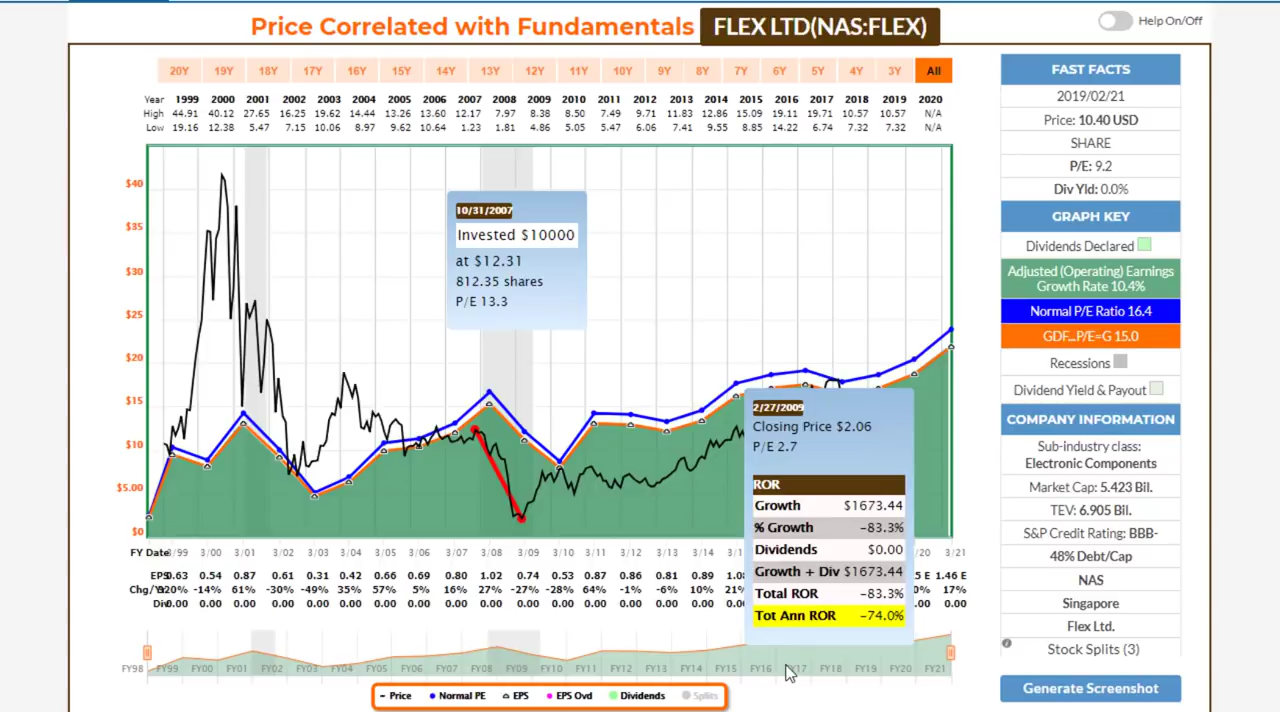 Price Correlated with Fundamentals FLEX LTD(NAS:FLEX)
Help On/Off
20Y 19Y 18Y 17Y 16Y 15Y 14Y 13Y 12Y 11Y 10Y 9Y 8Y 7Y 6Y 5Y 4Y 3Y All
Year 1999 2000 2001 2002 2003 2004 2005 2006 2007 2008 2009 2010 2011 2012 2013 2014 2015 2016 2017 2018 2019 2020
High 44.91 40.12 27.65 16.25 19.62 14.44 13.26 13.60 12.17 7.97 8.38 8.50 7.49 9.71 11.83 12.86 15.09 19.11 19.71 10.57 10.57 N/A
Low 19.16 12.38 5.47 7.15 10.06 8.97 9.62 10.64 1.23 1.81 4.86 5.05 5.47 6.06 7.41 9.55 8.85 14.22 6.74 7.32 7.32 N/A
$40
$35
$30
$25
$20
$15
$10
$5.00
$0
10/31/2007
Invested $10000
at $12.31
812.35 shares
P/E 13.3
2/27/2009
Closing Price $2.06
P/E 2.7
ROR
Growth $1673.44
% Growth -83.3%
Dividends $0.00
Growth + Div $1673.44
Total ROR -83.3%
Tot Ann ROR -74.0%
FY Date 3/99 3/00 3/01 3/02 3/03 3/04 3/05 3/06 3/07 3/08 3/09 3/10 3/11 3/12 3/13 3/14 3/1 /20 3/21
EPS 0.63 0.54 0.87 0.61 0.31 0.42 0.66 0.69 0.80 1.02 0.74 0.53 0.87 0.86 0.81 0.89 1.0 5 E 1.46 E
Chg/Yr 20% -14% 61% -30% -49% 35% 57% 5% 16% 27% -27% -28% 64% -1% -6% 10% 21% 0% 17%
Div 0.00 0.00 0.00 0.00 0.00 0.00 0.00 0.00 0.00 0.00 0.00 0.00 0.00 0.00 0.00 0.00 0.00 0.00 0.00
FY98 FY99 FY00 FY01 FY02 FY03 FY04 FY05 FY06 FY07 FY08 FY09 FY10 FY11 FY12 FY13 FY14 FY15 FY16 FY17 FY18 FY19 FY20 FY21
Price Normal PE EPS EPS Ovd Dividends Splits
FAST FACTS
2019/02/21
Price: 10.40 USD
SHARE
P/E: 9.2
Div Yld: 0.0%
GRAPH KEY
Dividends Declared
Adjusted (Operating) Earnings
Growth Rate 10.4%
Normal P/E Ratio 16.4
GDF...P/E=G 15.0
Recessions
Dividend Yield & Payout
COMPANY INFORMATION
Sub-industry class:
Electronic Components
Market Cap: 5.423 Bil.
TEV: 6.905 Bil.
S&P Credit Rating: BBB-
48% Debt/Cap
NAS
Singapore
Flex Ltd.
Stock Splits (3)
Generate Screenshot